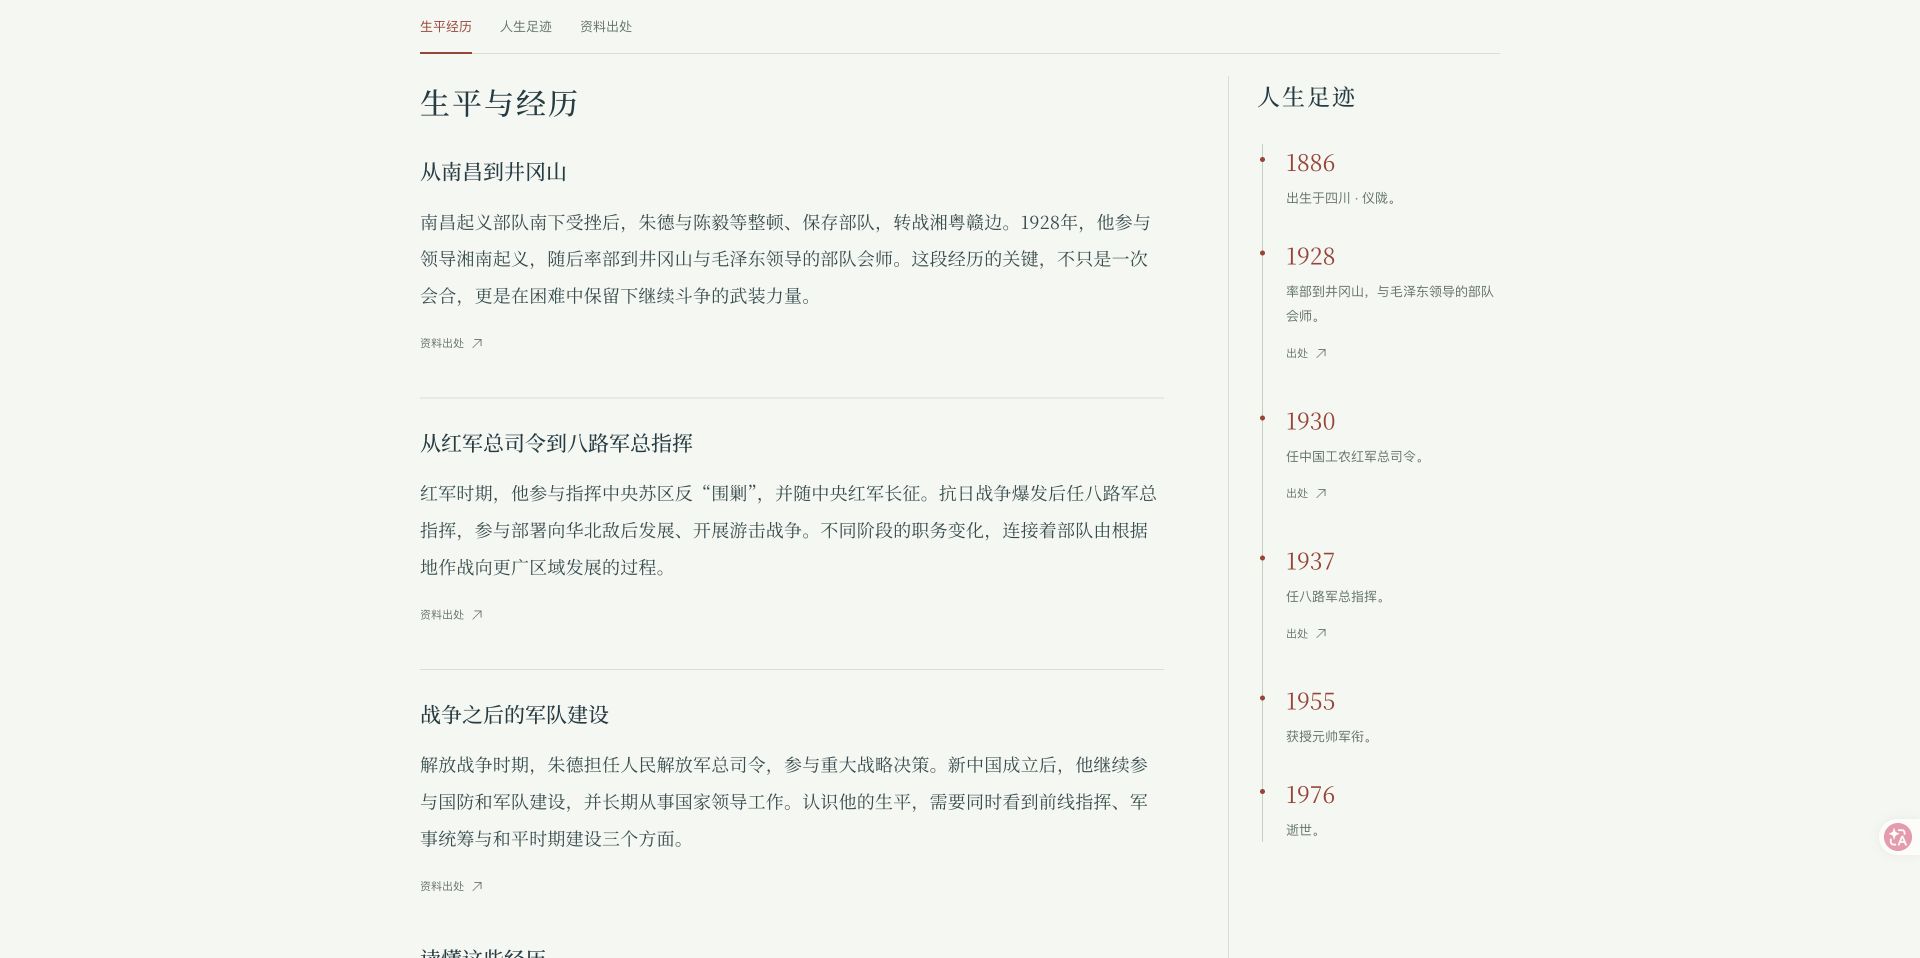 生平经历
人生足迹
资料出处
生平与经历
从南昌到井冈山
南昌起义部队南下受挫后，朱德与陈毅等整顿、保存部队，转战湘粤赣边。1928年，他参与
领导湘南起义，随后率部到井冈山与毛泽东领导的部队会师。这段经历的关键，不只是一次
会合，更是在困难中保留下继续斗争的武装力量。
资料出处
从红军总司令到八路军总指挥
红军时期，他参与指挥中央苏区反“围剿”，并随中央红军长征。抗日战争爆发后任八路军总
指挥，参与部署向华北敌后发展、开展游击战争。不同阶段的职务变化，连接着部队由根据
地作战向更广区域发展的过程。
资料出处
战争之后的军队建设
解放战争时期，朱德担任人民解放军总司令，参与重大战略决策。新中国成立后，他继续参
与国防和军队建设，并长期从事国家领导工作。认识他的生平，需要同时看到前线指挥、军
事统筹与和平时期建设三个方面。
资料出处
读懂这些经历
人生足迹
1886
出生于四川 · 仪陇。
1928
率部到井冈山，与毛泽东领导的部队
会师。
出处
1930
任中国工农红军总司令。
出处
1937
任八路军总指挥。
出处
1955
获授元帅军衔。
1976
逝世。